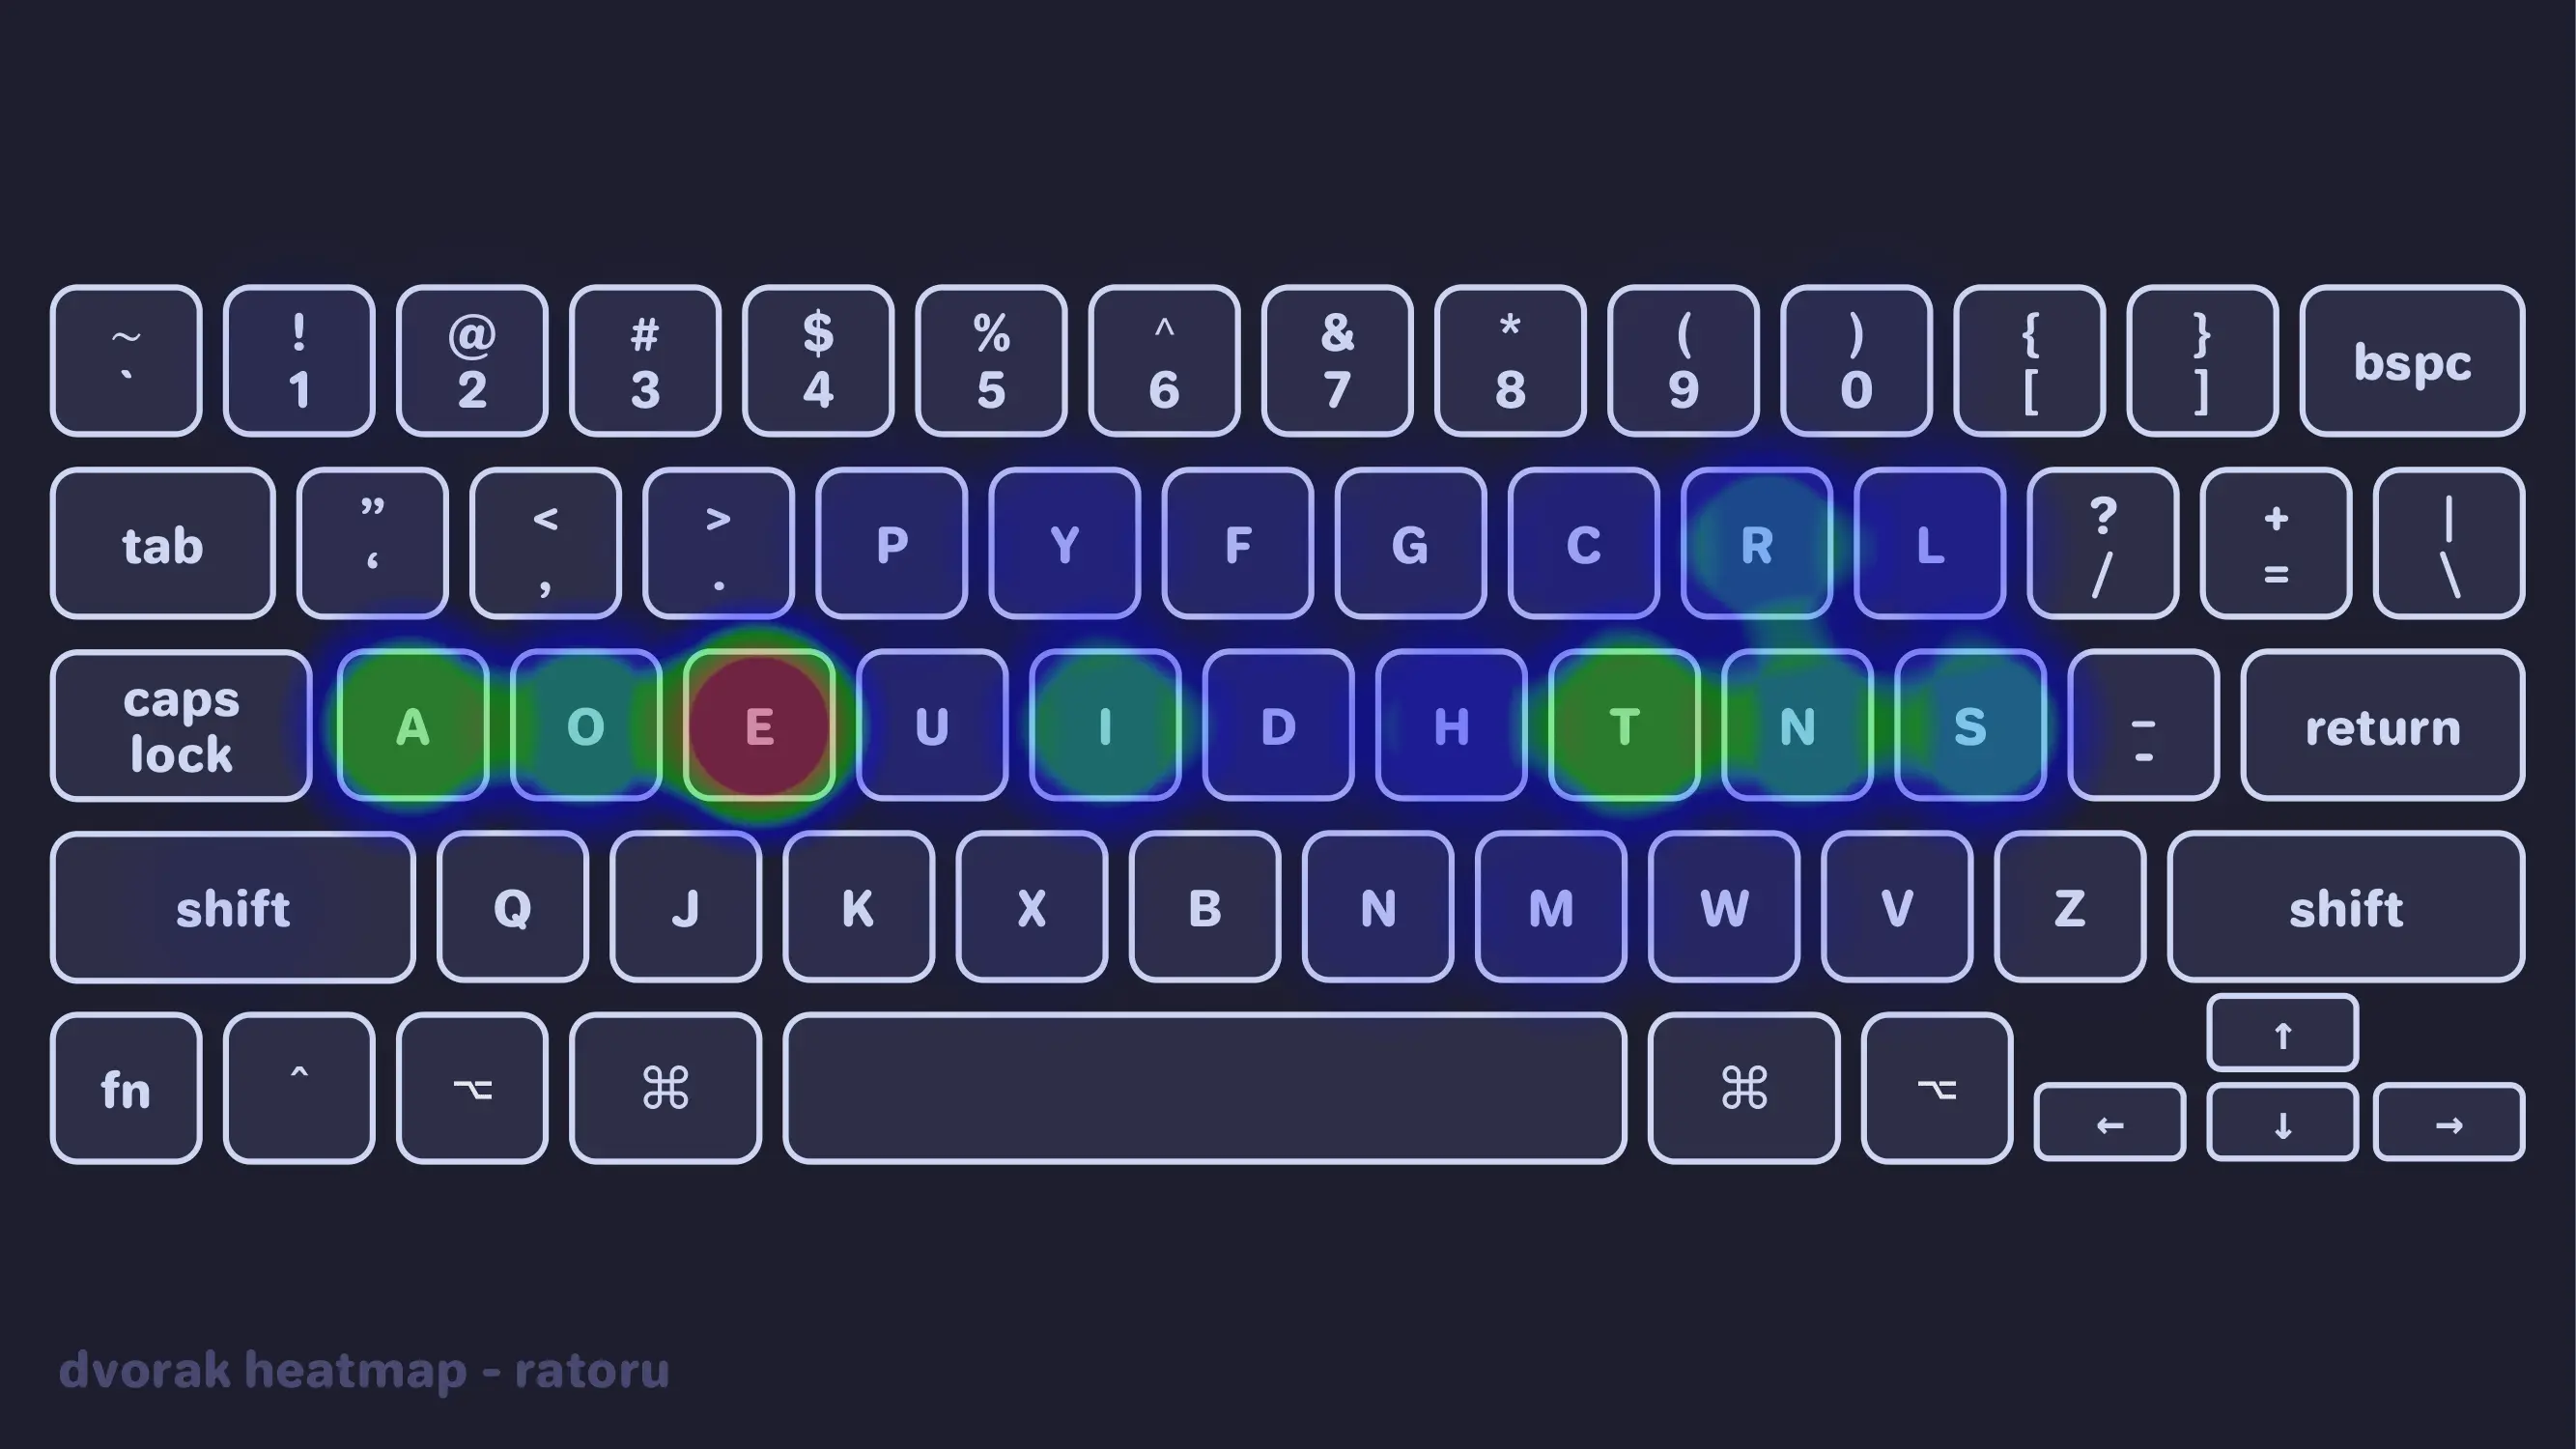 ~ ! @ # $ % ^ & * ( ) { }
` 1 2 3 4 5 6 7 8 9 0 [ ] bspc
” < > ? + |
tab ‘ , . P Y F G C R L / = \
caps
lock A O E U I D H T N S – - return
shift Q J K X B N M W V Z shift
fn ^ ⌥ ⌘ ⌘ ⌥ ← ↑ ↓ →
dvorak heatmap - ratoru